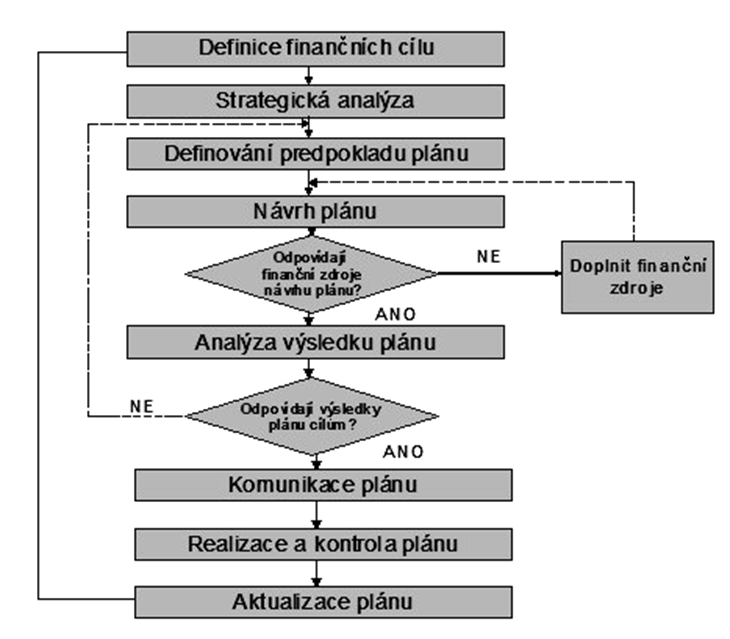 Definice finančních cílu
Strategická analýza
Definování predpokladu plánu
Návrh plánu
Odpovídají
finanční zdroje
návrhu plánu?
NE
Doplnit finanční
zdroje
ANO
Analýza výsledku plánu
Odpovídají výsledky
plánu cílům?
NE
ANO
Komunikace plánu
Realizace a kontrola plánu
Aktualizace plánu